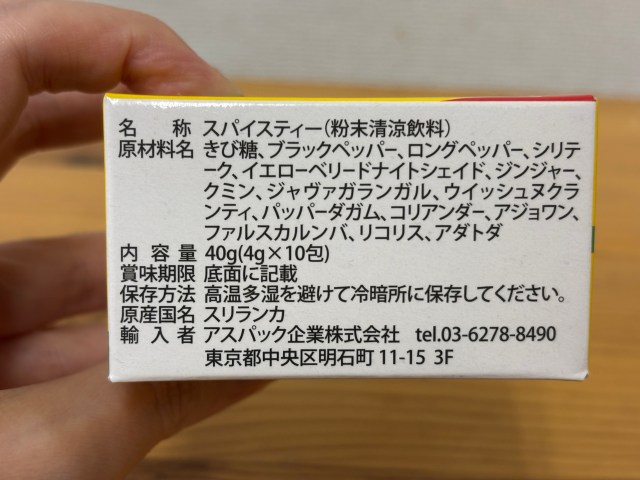 名称 スパイスティー(粉末清涼飲料)
原材料名 きび糖、ブラックペッパー、ロングペッパー、シリテ
ーク、イエローベリードナイトシェイド、ジンジャー、
クミン、ジャヴァガランガル、ウイッシュヌクラ
ンティ、パッパーダガム、コリアンダー、アジョワン、
ファルスカルンバ、リコリス、アダトダ
内容量 40g(4g×10包)
賞味期限 底面に記載
保存方法 高温多湿を避けて冷暗所に保存してください。
原産国名 スリランカ
輸入者 アスパック企業株式会社 tel.03-6278-8490
東京都中央区明石町 11-15 3F